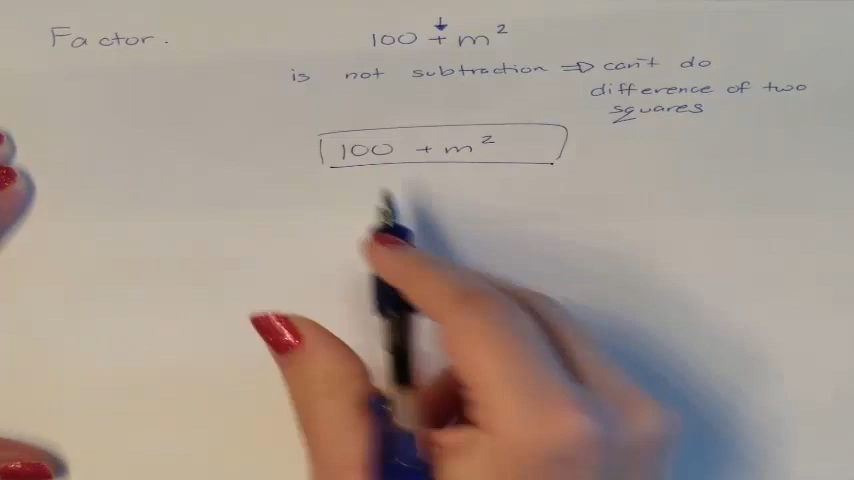 Factor. 100 + m²
is not subtraction ⇒ can't do
difference of two
squares
100 + m²